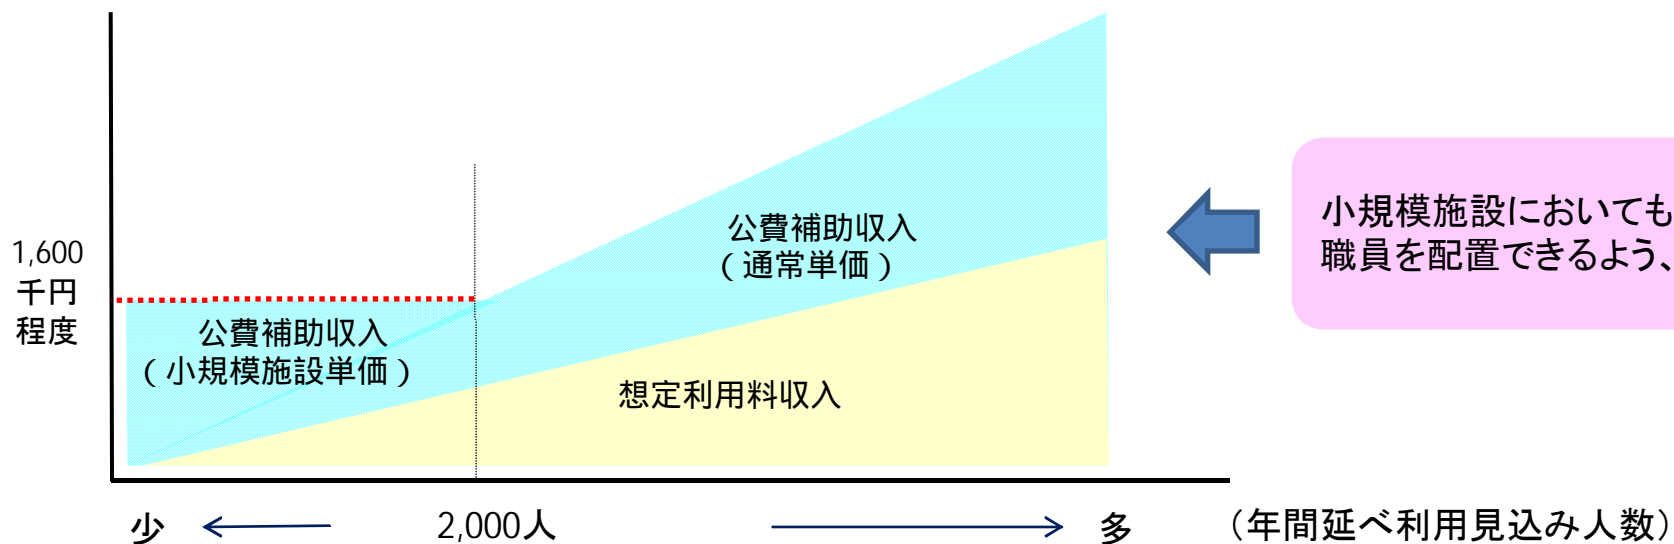 公費補助収入
(通常単価)
1,600
千円
程度
公費補助収入
(小規模施設単価)
想定利用料収入
小規模施設においても
職員を配置できるよう、
少
2,000人
多
(年間延べ利用見込み人数)